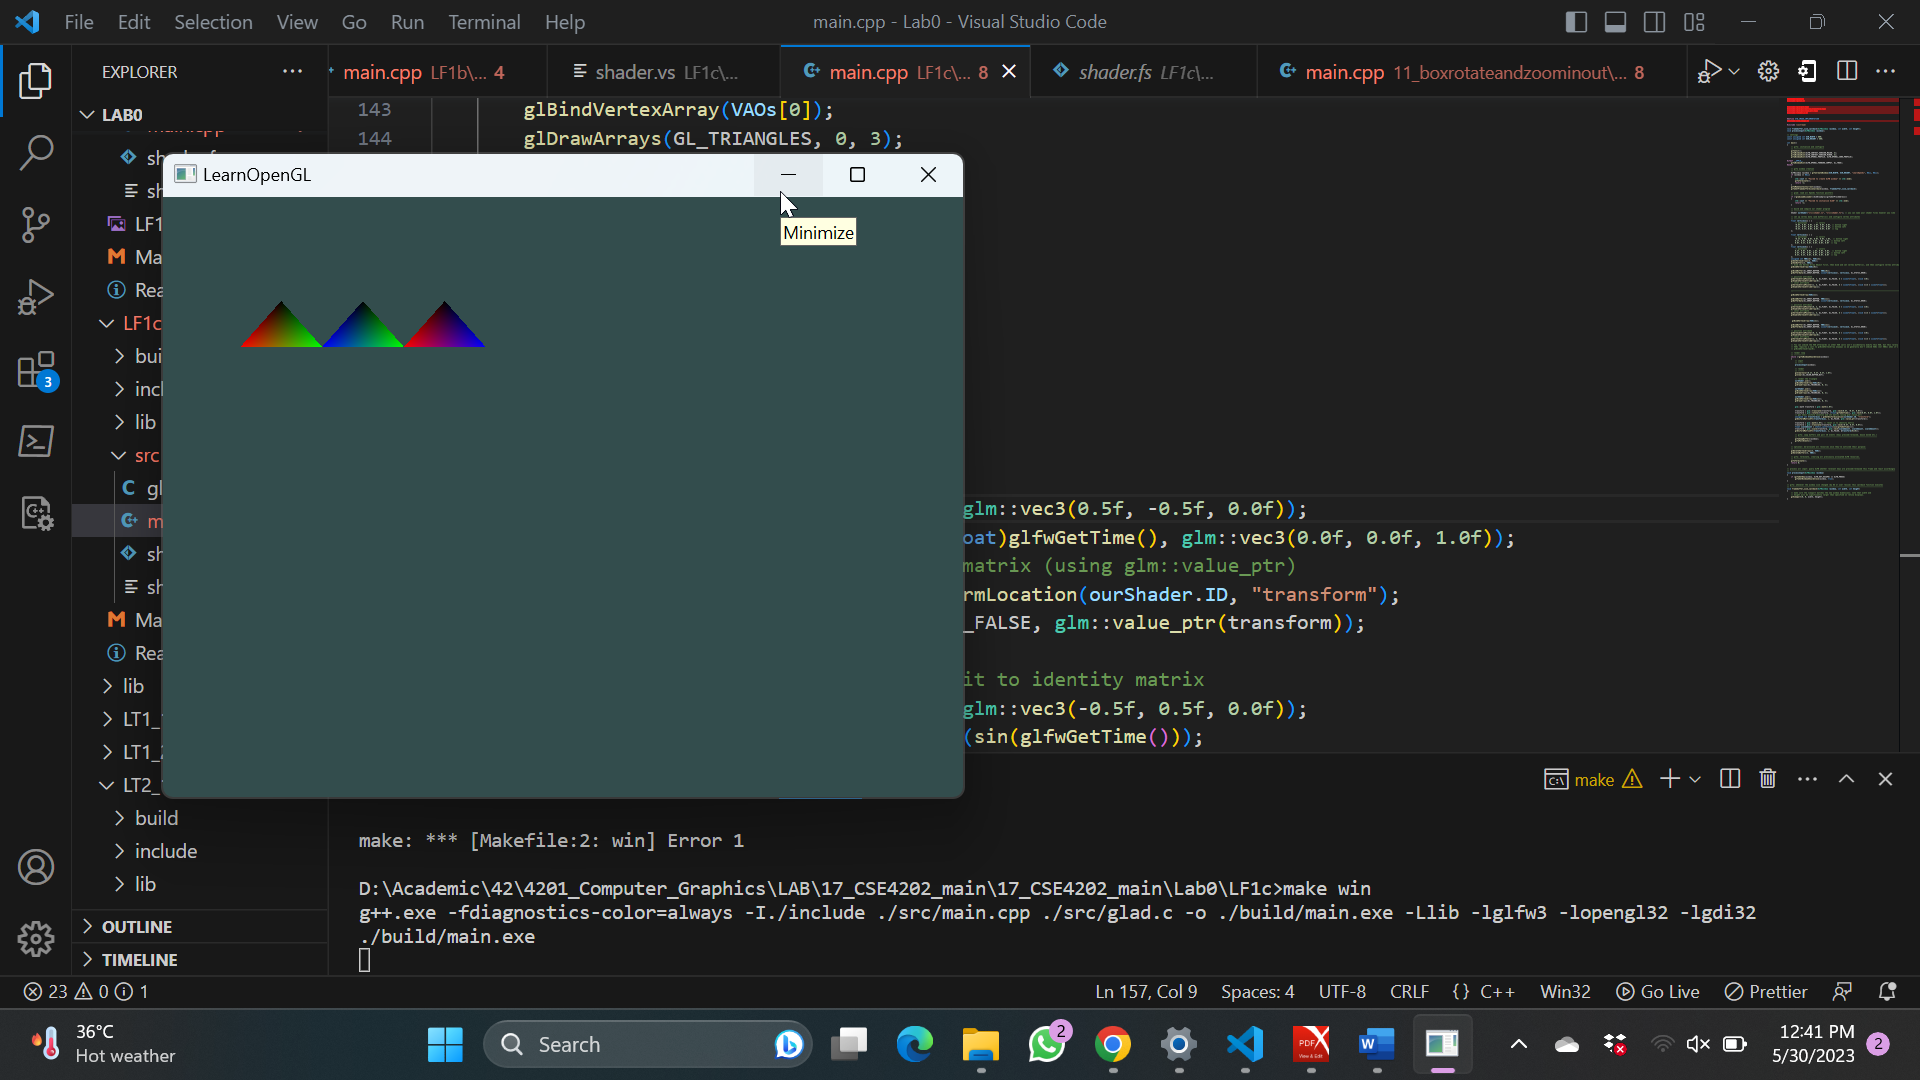 File Edit Selection View Go Run Terminal Help
main.cpp - Lab0 - Visual Studio Code
EXPLORER
main.cpp LF1b\... 4
shader.vs LF1c\...
main.cpp LF1c\... 8
shader.fs LF1c\...
main.cpp 11_boxrotateandzoominout\... 8
LAB0
143 glBindVertexArray(VAOs[0]);
144 glDrawArrays(GL_TRIANGLES, 0, 3);
LearnOpenGL
Minimize
sh
LF1
Ma
Rea
LF1c
bui
incl
lib
src
gl
m
sh
sh
Ma
Rea
lib
LT1_
LT1_
LT2_
build
include
lib
OUTLINE
TIMELINE
3
glm::vec3(0.5f, -0.5f, 0.0f));
oat)glfwGetTime(), glm::vec3(0.0f, 0.0f, 1.0f));
matrix (using glm::value_ptr)
rmLocation(ourShader.ID, "transform");
_FALSE, glm::value_ptr(transform));
it to identity matrix
glm::vec3(-0.5f, 0.5f, 0.0f));
(sin(glfwGetTime()));
make
make: *** [Makefile:2: win] Error 1
D:\Academic\42\4201_Computer_Graphics\LAB\17_CSE4202_main\17_CSE4202_main\Lab0\LF1c>make win
g++.exe -fdiagnostics-color=always -I./include ./src/main.cpp ./src/glad.c -o ./build/main.exe -Llib -lglfw3 -lopengl32 -lgdi32
./build/main.exe
23 0 1
Ln 157, Col 9 Spaces: 4 UTF-8 CRLF {} C++ Win32 Go Live Prettier
36°C
Hot weather
Search
2
PDF
W
12:41 PM
5/30/2023
2